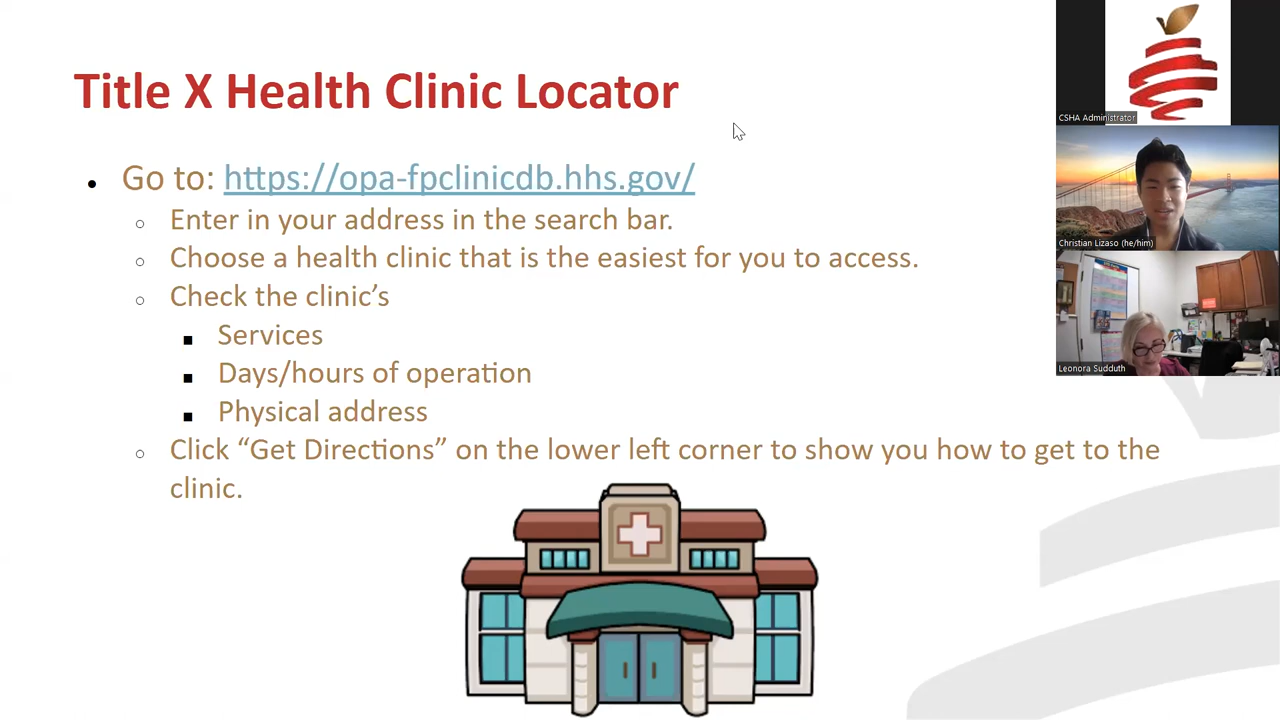 Title X Health Clinic Locator
Go to: https://opa-fpclinicdb.hhs.gov/
Enter in your address in the search bar.
Choose a health clinic that is the easiest for you to access.
Check the clinic’s
Services
Days/hours of operation
Physical address
Click “Get Directions” on the lower left corner to show you how to get to the
clinic.
CSHA Administrator
Christian Lizaso (he/him)
Leonora Sudduth